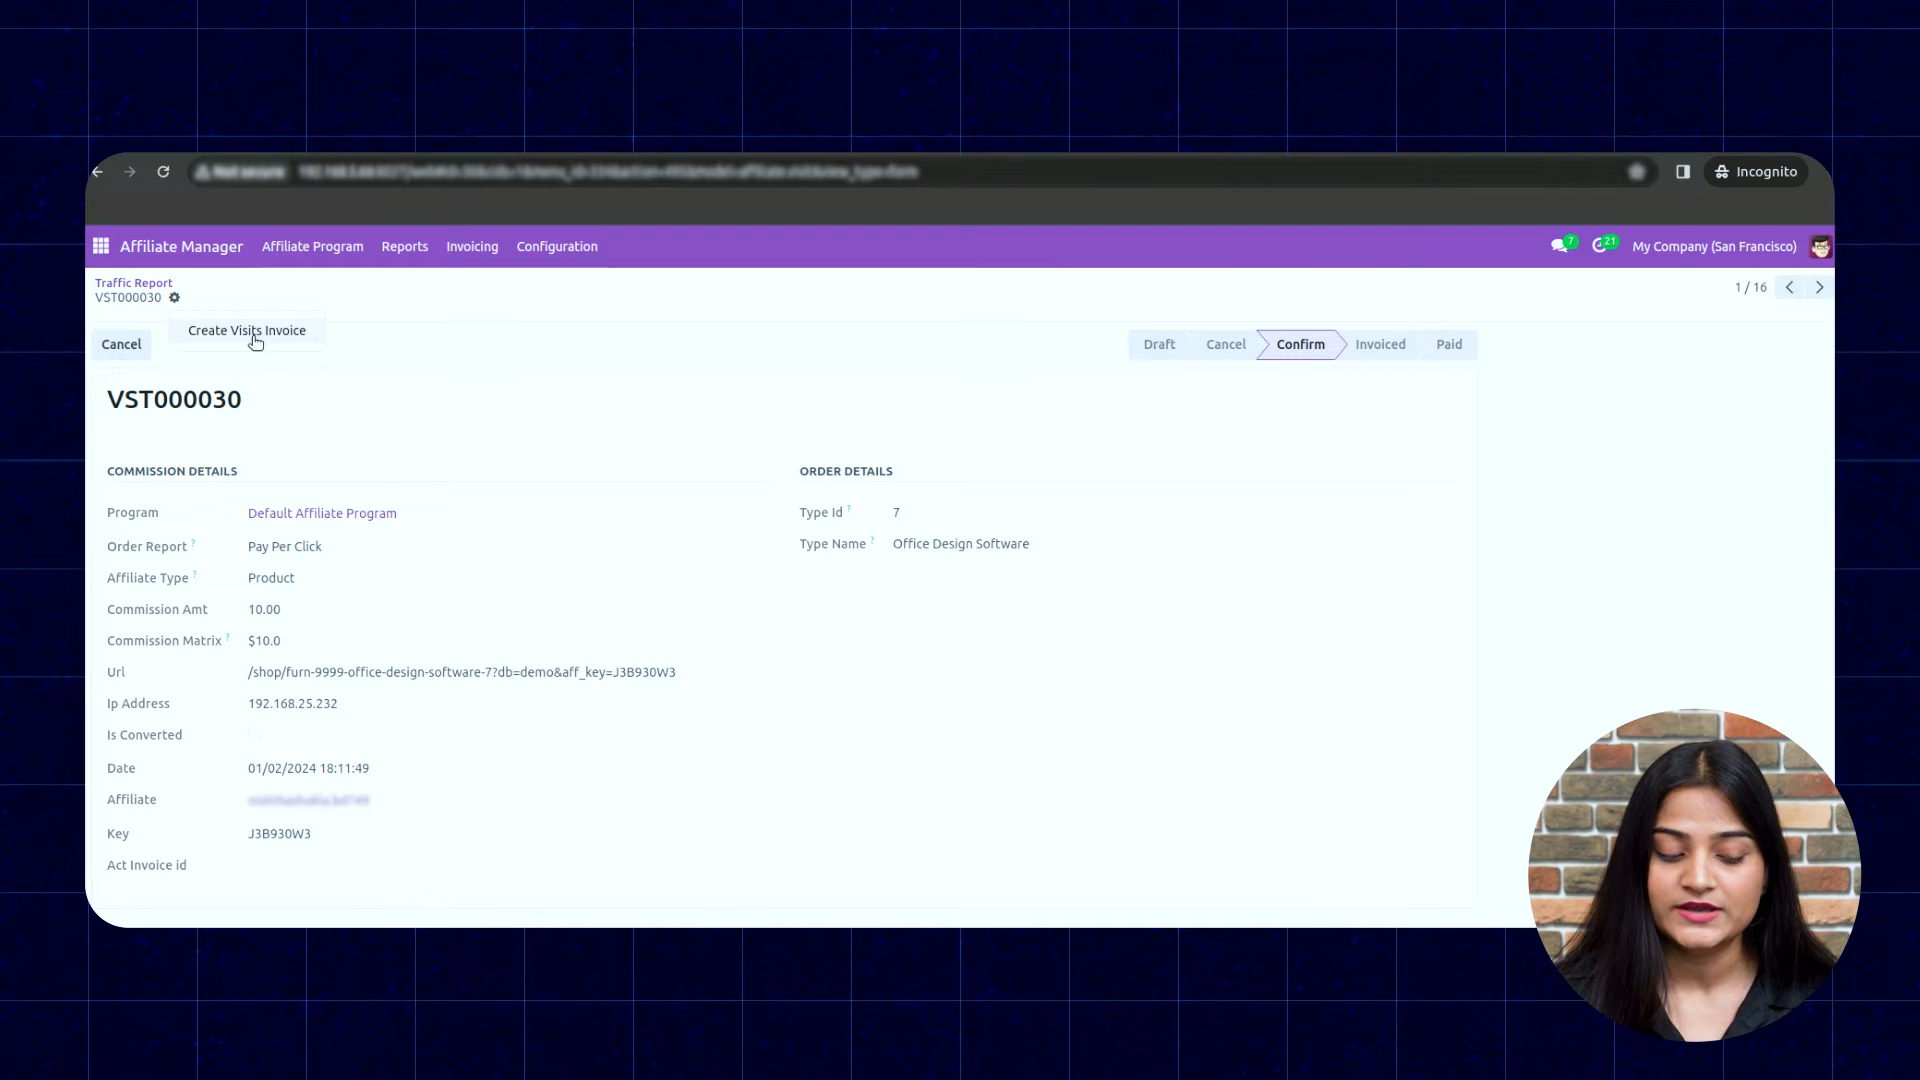 Incognito
Affiliate Manager Affiliate Program Reports Invoicing Configuration 7 21 My Company (San Francisco)
Traffic Report
VST000030
1 / 16
Create Visits Invoice
Cancel
Draft Cancel Confirm Invoiced Paid
VST000030
COMMISSION DETAILS
Program Default Affiliate Program
Order Report ? Pay Per Click
Affiliate Type ? Product
Commission Amt 10.00
Commission Matrix ? $10.0
Url /shop/furn-9999-office-design-software-7?db=demo&aff_key=J3B930W3
Ip Address 192.168.25.232
Is Converted
Date 01/02/2024 18:11:49
Affiliate
Key J3B930W3
Act Invoice id
ORDER DETAILS
Type Id ? 7
Type Name ? Office Design Software